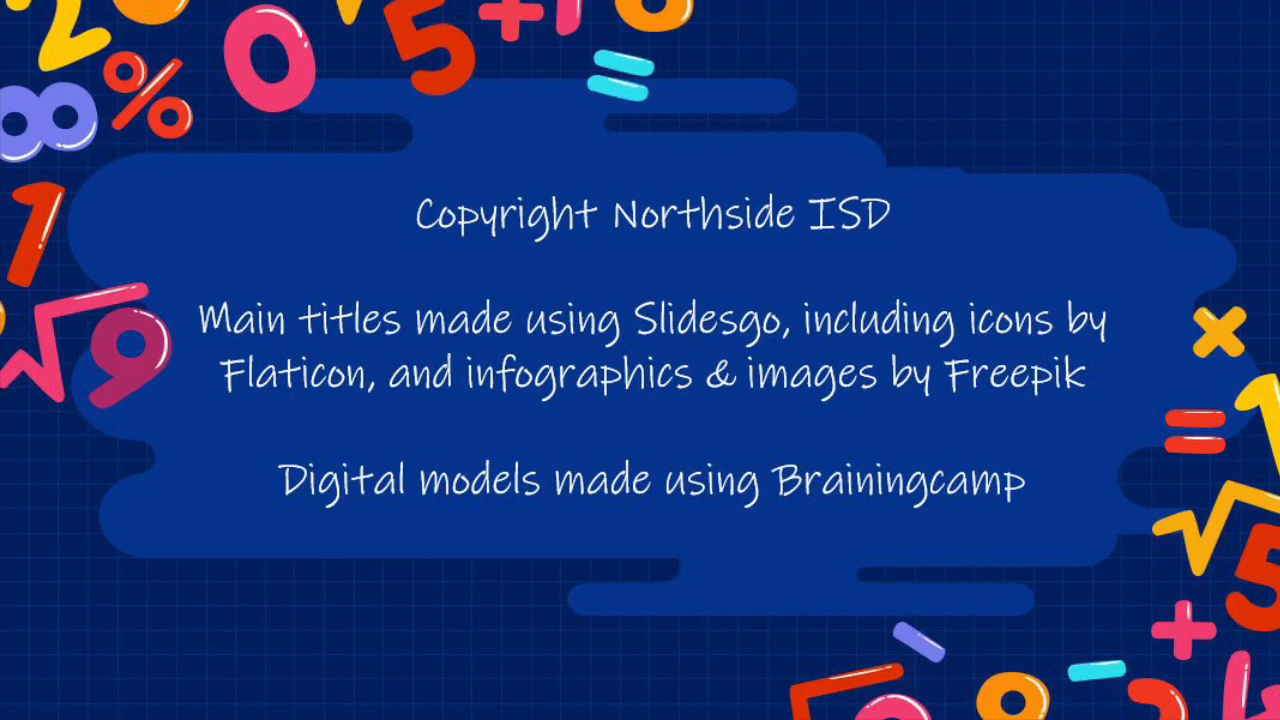 Copyright Northside ISD
Main titles made using Slidesgo, including icons by
Flaticon, and infographics & images by Freepik
Digital models made using Brainingcamp